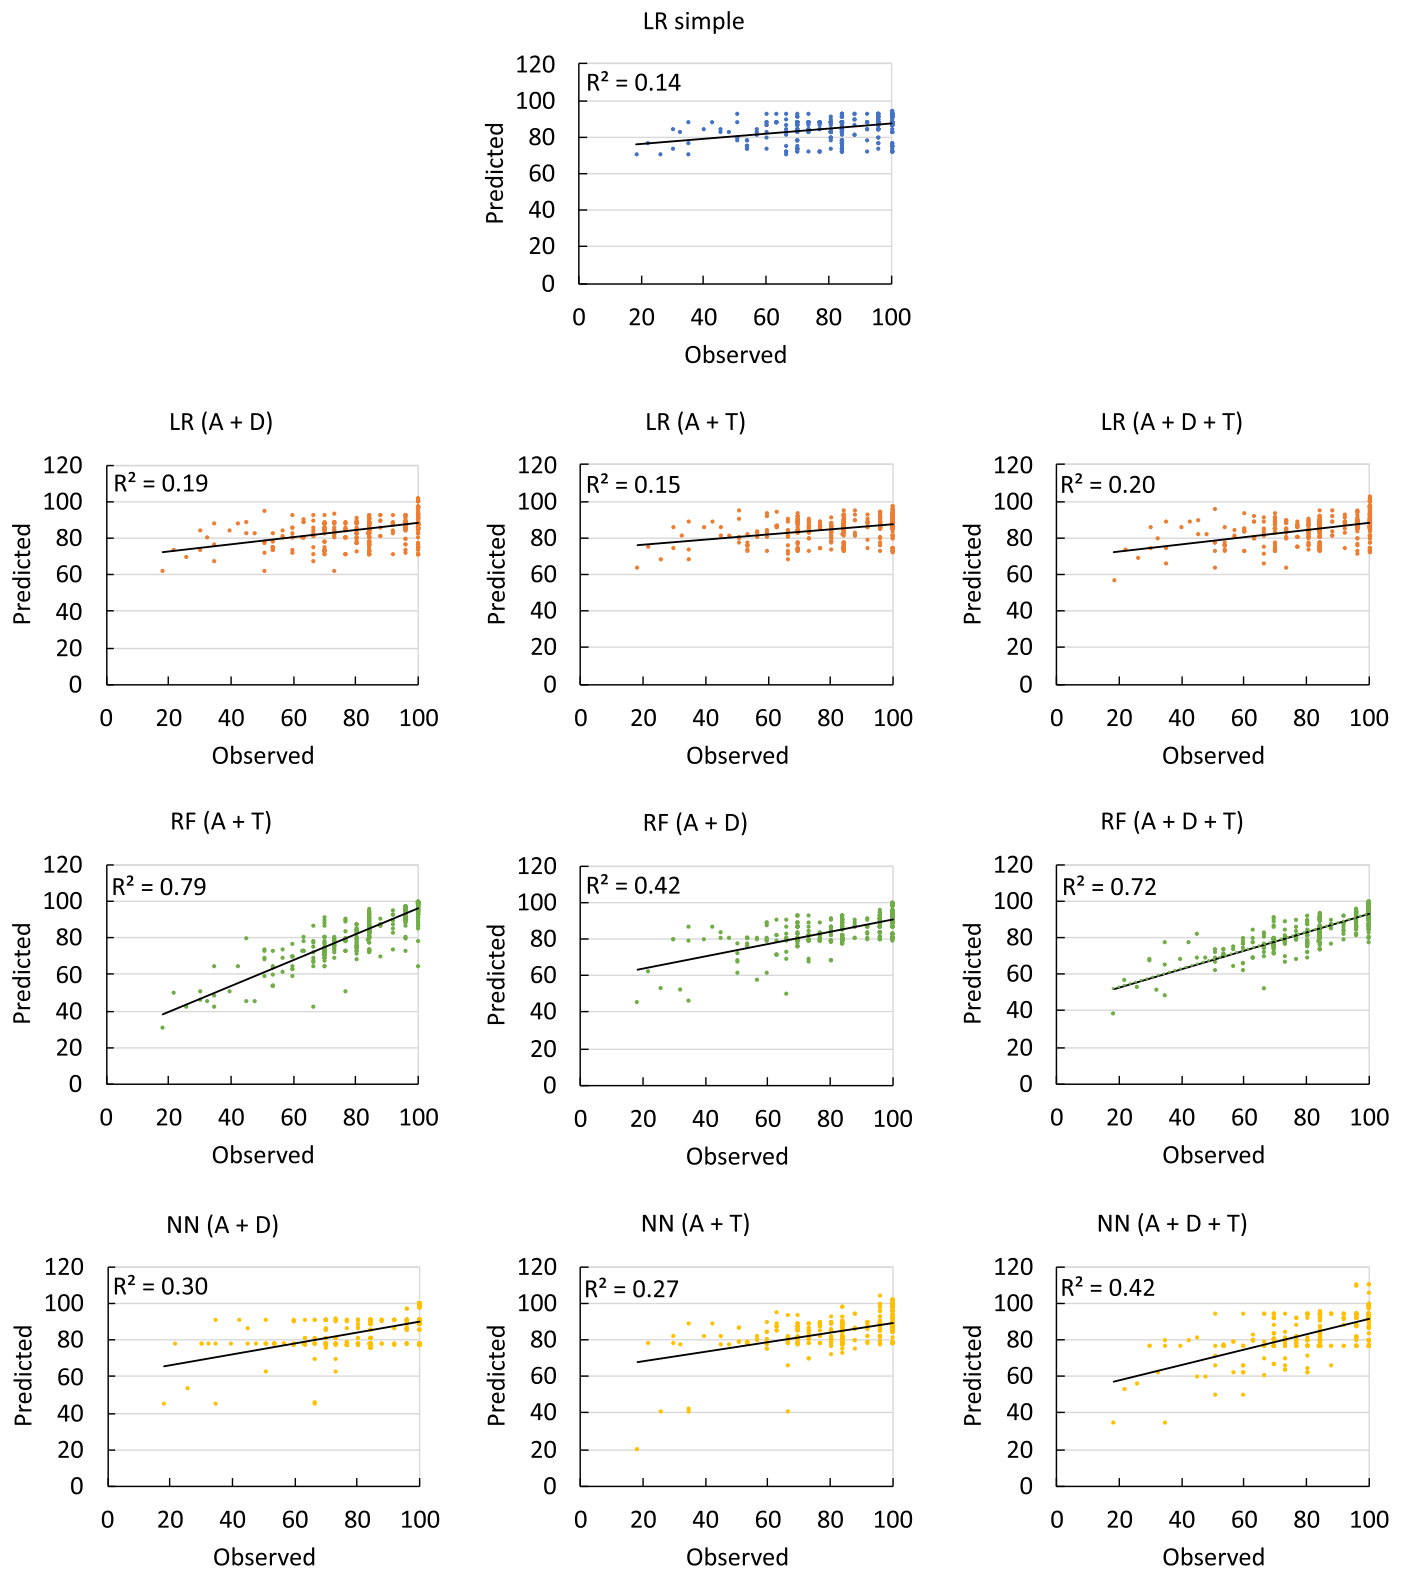 LR simple
R² = 0.14
120
100
80
60
40
20
0
Predicted
0 20 40 60 80 100
Observed
LR (A + D)
R² = 0.19
120
100
80
60
40
20
0
Predicted
0 20 40 60 80 100
Observed
LR (A + T)
R² = 0.15
120
100
80
60
40
20
0
Predicted
0 20 40 60 80 100
Observed
LR (A + D + T)
R² = 0.20
120
100
80
60
40
20
0
Predicted
0 20 40 60 80 100
Observed
RF (A + T)
R² = 0.79
120
100
80
60
40
20
0
Predicted
0 20 40 60 80 100
Observed
RF (A + D)
R² = 0.42
120
100
80
60
40
20
0
Predicted
0 20 40 60 80 100
Observed
RF (A + D + T)
R² = 0.72
120
100
80
60
40
20
0
Predicted
0 20 40 60 80 100
Observed
NN (A + D)
R² = 0.30
120
100
80
60
40
20
0
Predicted
0 20 40 60 80 100
Observed
NN (A + T)
R² = 0.27
120
100
80
60
40
20
0
Predicted
0 20 40 60 80 100
Observed
NN (A + D + T)
R² = 0.42
120
100
80
60
40
20
0
Predicted
0 20 40 60 80 100
Observed